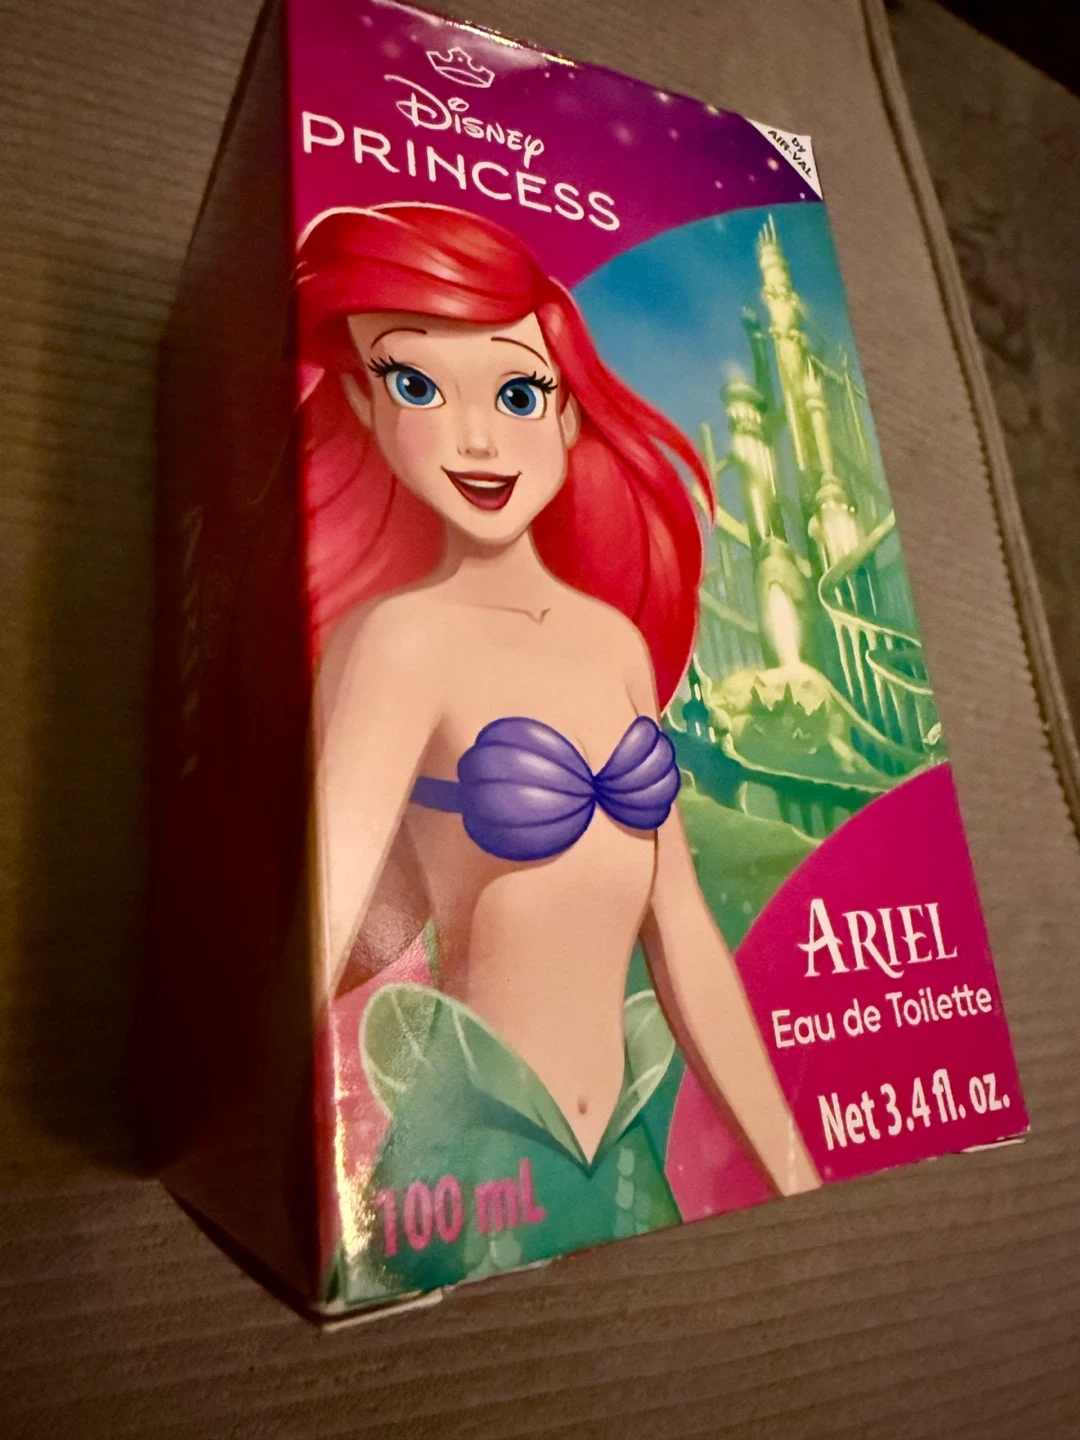 Disney
PRINCESS
by
AIR-VAL
ARIEL
Eau de Toilette
Net 3.4 fl. oz.
100 mL